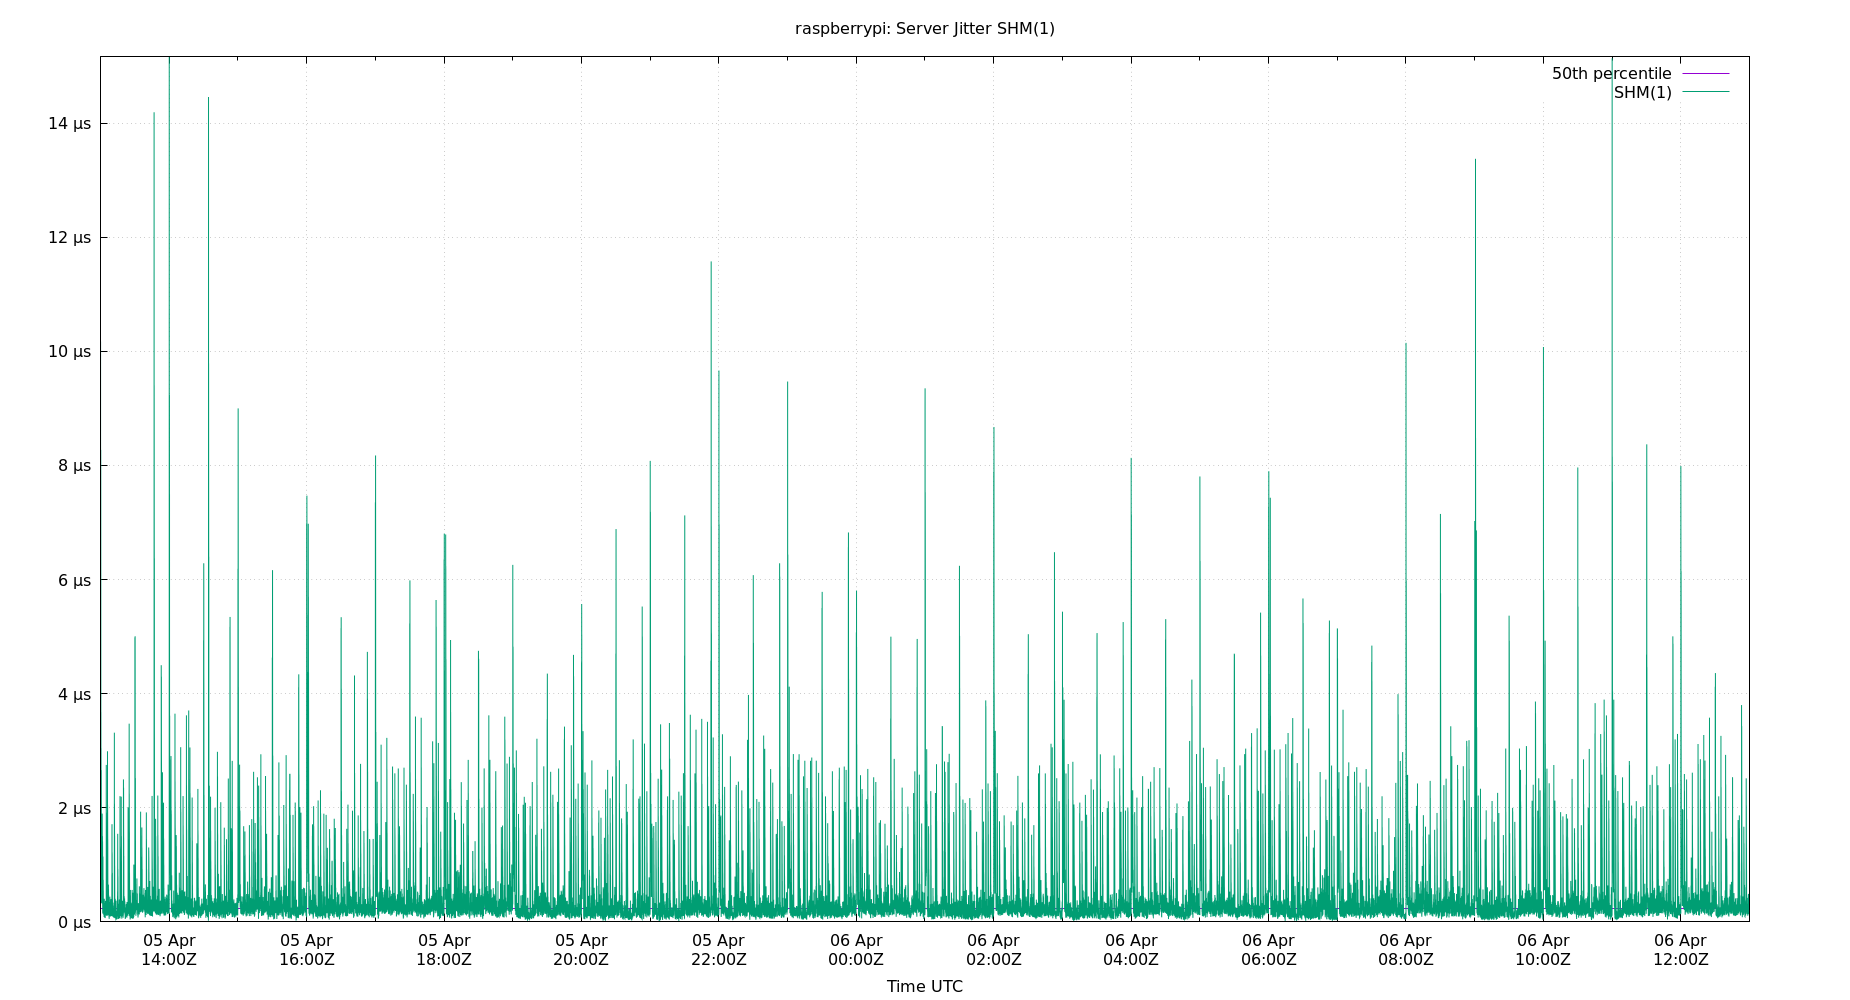 raspberrypi: Server Jitter SHM(1)
50th percentile
SHM(1)
14 µs
12 µs
10 µs
8 µs
6 µs
4 µs
2 µs
0 µs
05 Apr 05 Apr 05 Apr 05 Apr 05 Apr 06 Apr 06 Apr 06 Apr 06 Apr 06 Apr 06 Apr 06 Apr
14:00Z 16:00Z 18:00Z 20:00Z 22:00Z 00:00Z 02:00Z 04:00Z 06:00Z 08:00Z 10:00Z 12:00Z
Time UTC